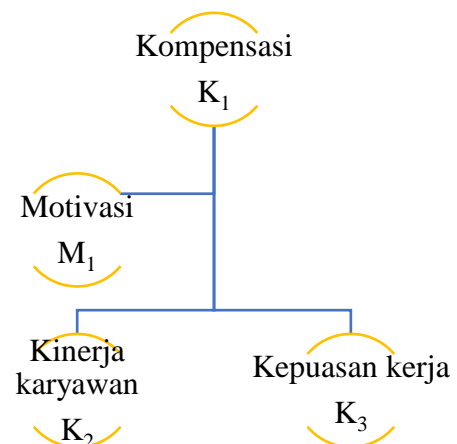 Kompensasi
K₁
Motivasi
M₁
Kinerja
karyawan
K₂
Kepuasan kerja
K₃